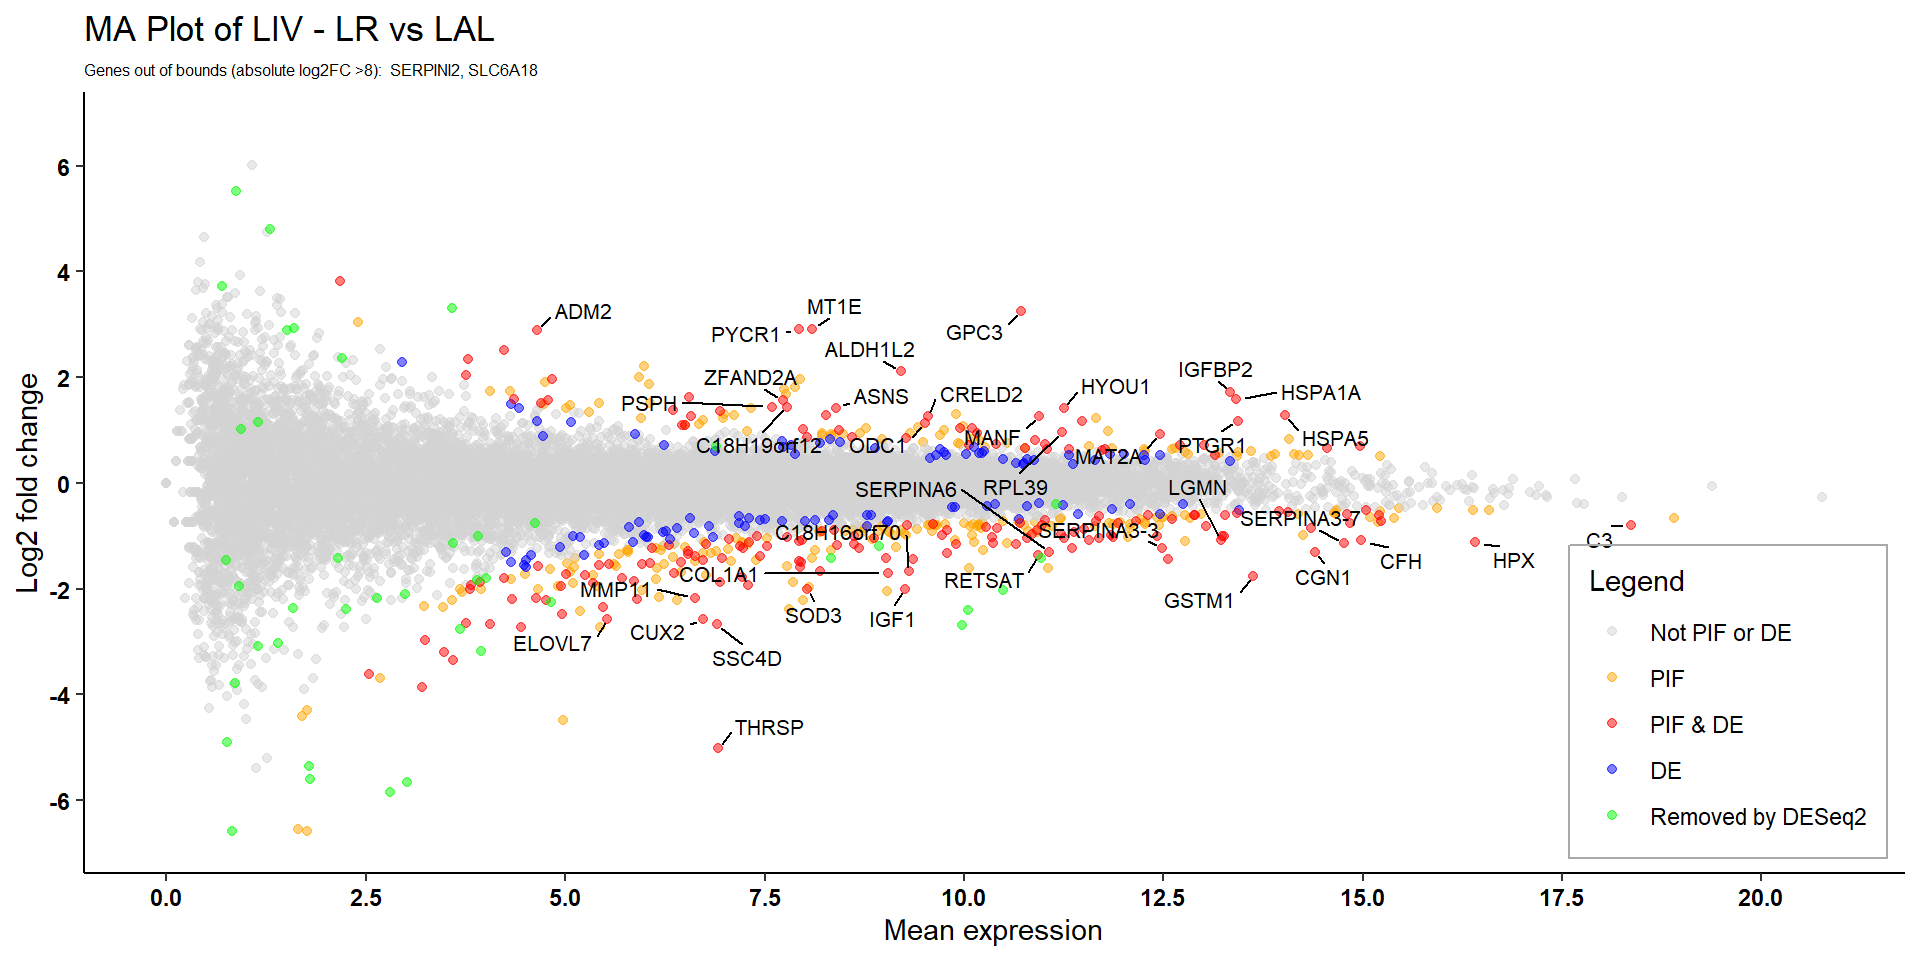 MA Plot of LIV - LR vs LAL
Genes out of bounds (absolute log2FC >8):  SERPINI2, SLC6A18
Log2 fold change
6
4
2
0
-2
-4
-6
ADM2
MT1E
PYCR1
GPC3
ALDH1L2
ZFAND2A
PSPH
ASNS
CRELD2
HYOU1
IGFBP2
HSPA1A
C18H19orf12
ODC1
MANF
MAT2A
PTGR1
HSPA5
SERPINA6
RPL39
LGMN
C18H16orf70
SERPINA3-3
SERPINA3-7
C3
COL1A1
RETSAT
CGN1
CFH
HPX
MMP11
SOD3
IGF1
GSTM1
ELOVL7
CUX2
SSC4D
THRSP
Legend
Not PIF or DE
PIF
PIF & DE
DE
Removed by DESeq2
0.0
2.5
5.0
7.5
10.0
12.5
15.0
17.5
20.0
Mean expression